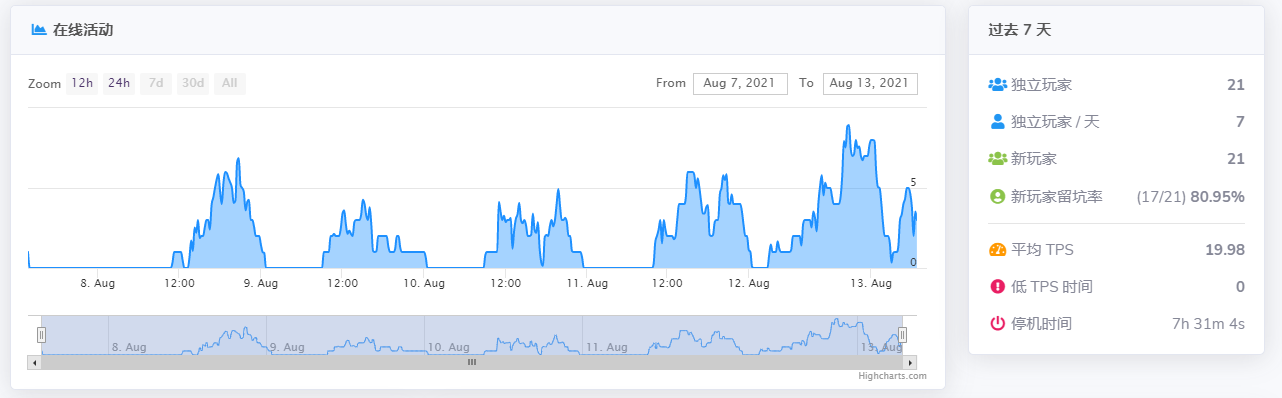 在线活动
Zoom 12h 24h 7d 30d All
From Aug 7, 2021 To Aug 13, 2021
5
0
8. Aug 12:00 9. Aug 12:00 10. Aug 12:00 11. Aug 12:00 12. Aug 13. Aug
8. Aug 9. Aug 10. Aug 11. Aug 13. Aug
Highcharts.com
过去 7 天
独立玩家 21
独立玩家 / 天 7
新玩家 21
新玩家留坑率 (17/21) 80.95%
平均 TPS 19.98
低 TPS 时间 0
停机时间 7h 31m 4s